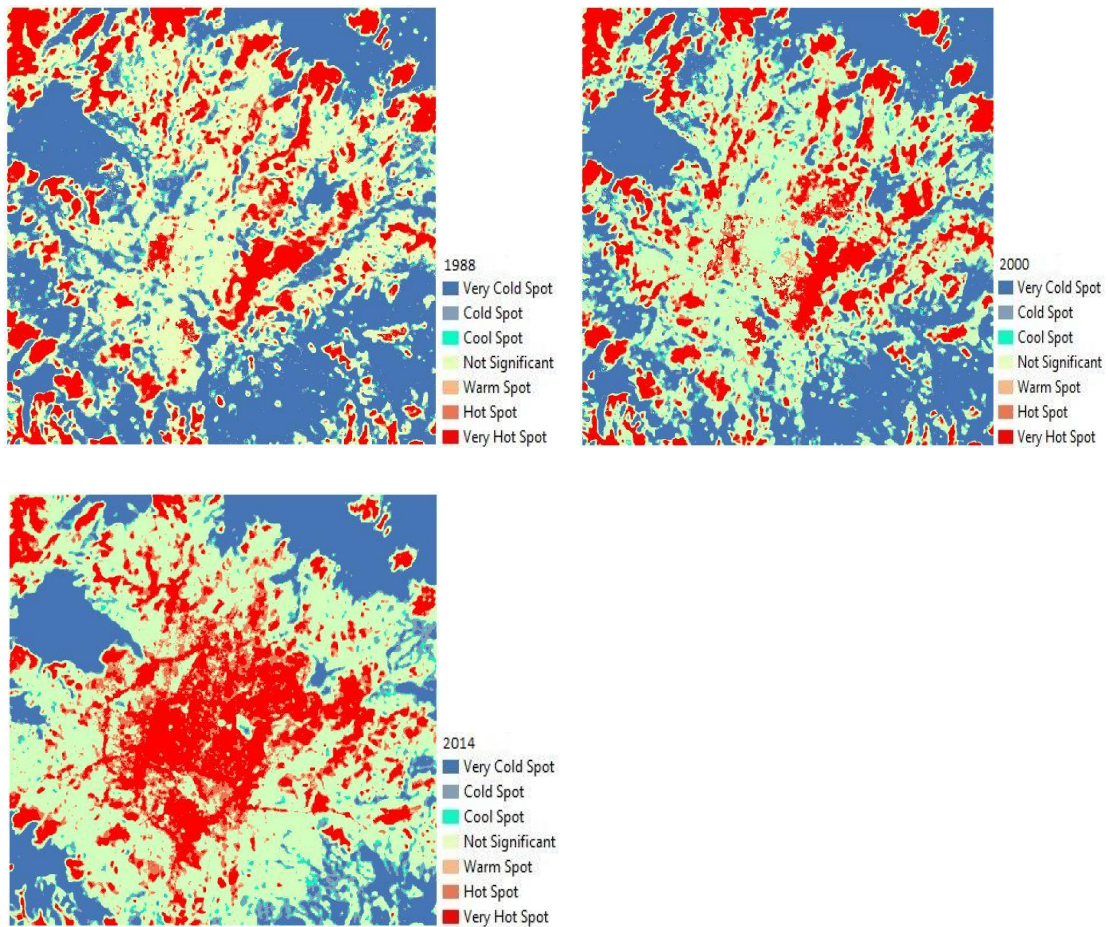 1988
Very Cold Spot
Cold Spot
Cool Spot
Not Significant
Warm Spot
Hot Spot
Very Hot Spot
2000
Very Cold Spot
Cold Spot
Cool Spot
Not Significant
Warm Spot
Hot Spot
Very Hot Spot
2014
Very Cold Spot
Cold Spot
Cool Spot
Not Significant
Warm Spot
Hot Spot
Very Hot Spot